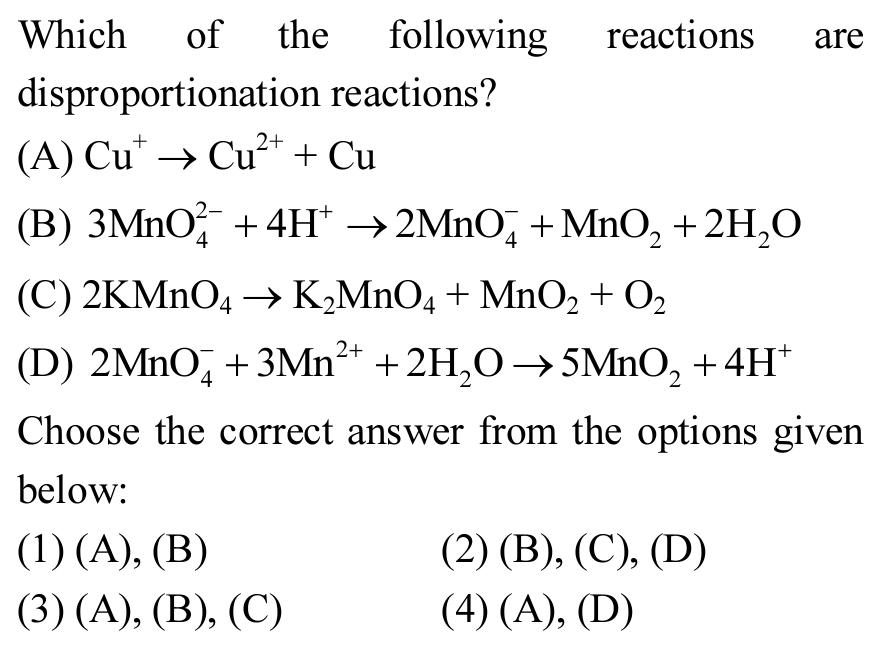 Which of the following reactions are
disproportionation reactions?
(A) Cu⁺ → Cu²⁺ + Cu
(B) 3MnO₄²⁻ + 4H⁺ → 2MnO₄⁻ + MnO₂ + 2H₂O
(C) 2KMnO₄ → K₂MnO₄ + MnO₂ + O₂
(D) 2MnO₄⁻ + 3Mn²⁺ + 2H₂O → 5MnO₂ + 4H⁺
Choose the correct answer from the options given
below:
(1) (A), (B) (2) (B), (C), (D)
(3) (A), (B), (C) (4) (A), (D)